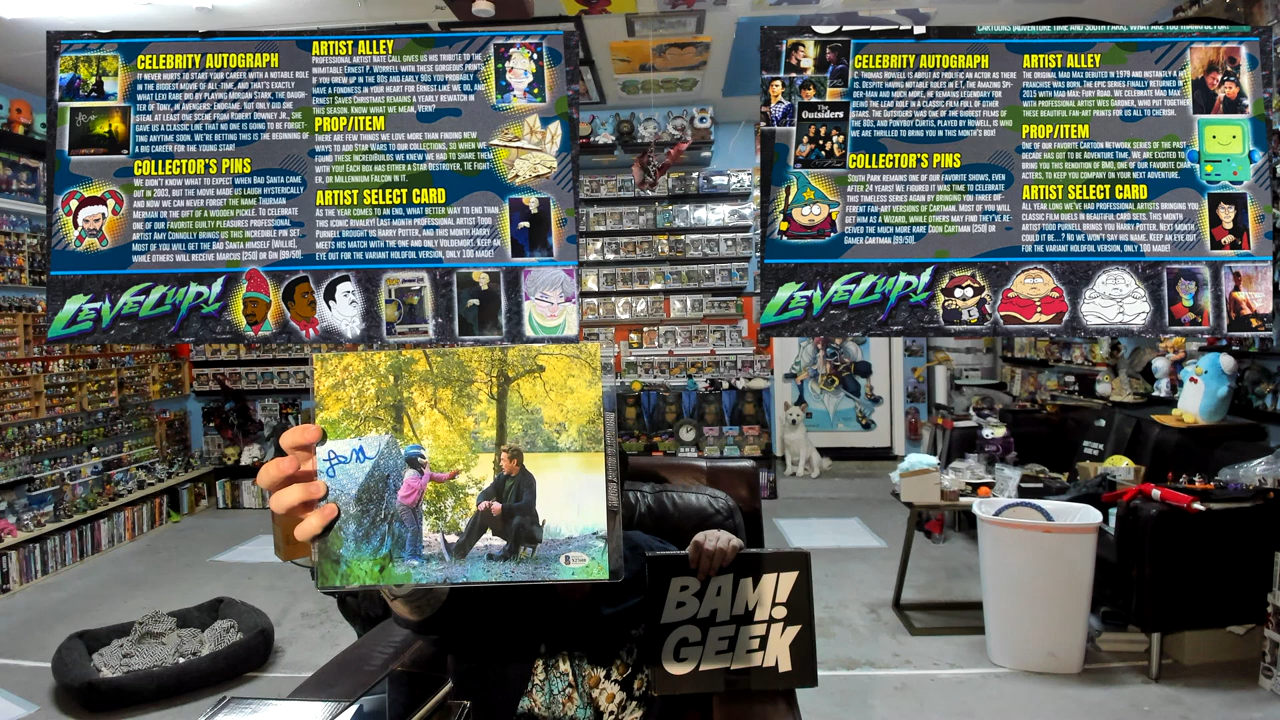 CELEBRITY AUTOGRAPH
IT NEVER HURTS TO START YOUR CAREER WITH A NOTABLE ROLE
IN THE BIGGEST MOVIE OF ALL-TIME, AND THAT'S EXACTLY
WHAT LEXI RABE DID BY PLAYING MORGAN STARK, THE DAUGH-
TER OF TONY, IN AVENGERS: ENDGAME. NOT ONLY DID SHE
STEAL AT LEAST ONE SCENE FROM ROBERT DOWNEY JR., SHE
GAVE US A CLASSIC LINE THAT NO ONE IS GOING TO BE FORGET-
TING ANYTIME SOON. WE'RE BETTING THIS IS THE BEGINNING OF
A BIG CAREER FOR THE YOUNG STAR!
COLLECTOR'S PINS
WE DIDN'T KNOW WHAT TO EXPECT WHEN BAD SANTA CAME
OUT IN 2003, BUT THE MOVIE MADE US LAUGH HYSTERICALLY
AND NOW WE CAN NEVER FORGET THE NAME THURMAN
MERMAN OR THE GIFT OF A WOODEN PICKLE. TO CELEBRATE
ONE OF OUR FAVORITE GUILTY PLEASURES PROFESSIONAL
ARTIST AMY CONNOLLY BRINGS US THIS INCREDIBLE PIN SET.
MOST OF YOU WILL GET THE BAD SANTA HIMSELF (WILLIE),
WHILE OTHERS WILL RECEIVE MARCUS (250) OR GIN (99/50).
ARTIST ALLEY
PROFESSIONAL ARTIST NATE CALL GIVES US HIS TRIBUTE TO THE
INIMITABLE ERNEST P. WORRELL WITH THESE GORGEOUS PRINTS.
IF YOU GREW UP IN THE 80S AND EARLY 90S YOU PROBABLY
HAVE A FONDNESS IN YOUR HEART FOR ERNEST LIKE WE DO, AND
ERNEST SAVES CHRISTMAS REMAINS A YEARLY REWATCH IN
THIS SEASON. KNOW WHAT WE MEAN, VERN?
PROP/ITEM
THERE ARE FEW THINGS WE LOVE MORE THAN FINDING NEW
WAYS TO ADD STAR WARS TO OUR COLLECTIONS, SO WHEN WE
FOUND THESE INCREDIBUILDS WE KNEW WE HAD TO SHARE THEM
WITH YOU! EACH BOX HAS EITHER A STAR DESTROYER, TIE FIGHT-
ER, OR MILLENNIUM FALCON IN IT.
ARTIST SELECT CARD
AS THE YEAR COMES TO AN END, WHAT BETTER WAY TO END THAN
THIS ICONIC RIVALRY! LAST MONTH PROFESSIONAL ARTIST TODD
PURNELL BROUGHT US HARRY POTTER, AND THIS MONTH HARRY
MEETS HIS MATCH WITH THE ONE AND ONLY VOLDEMORT. KEEP AN
EYE OUT FOR THE VARIANT HOLOFOIL VERSION, ONLY 100 MADE!
LEVEL UP!
CARTOONS (ADVENTURE TIME AND SOUTH PARK).
CELEBRITY AUTOGRAPH
C. THOMAS HOWELL IS ABOUT AS PROLIFIC AN ACTOR AS THERE
IS. DESPITE HAVING NOTABLE ROLES IN E.T., THE AMAZING SPI-
DER-MAN AND MUCH MORE, HE REMAINS LEGENDARY FOR
BEING THE LEAD ROLE IN A CLASSIC FILM FULL OF OTHER
STARS. THE OUTSIDERS WAS ONE OF THE BIGGEST FILMS OF
THE 80S, AND PONYBOY CURTIS, PLAYED BY HOWELL, IS WHO
WE ARE THRILLED TO BRING YOU IN THIS MONTH'S BOX!
The
Outsiders
COLLECTOR'S PINS
SOUTH PARK REMAINS ONE OF OUR FAVORITE SHOWS, EVEN
AFTER 24 YEARS! WE FIGURED IT WAS TIME TO CELEBRATE
THIS TIMELESS SERIES AGAIN BY BRINGING YOU THREE DIF-
FERENT FAN-ART VERSIONS OF CARTMAN. MOST OF YOU WILL
GET HIM AS A WIZARD, WHILE OTHERS MAY FIND THEY'VE RE-
CEIVED THE MUCH MORE RARE COON CARTMAN (250) OR
GAMER CARTMAN (99/50).
ARTIST ALLEY
THE ORIGINAL MAD MAX DEBUTED IN 1979 AND INSTANTLY A
FRANCHISE WAS BORN. THE EPIC SERIES FINALLY RETURNED IN
2015 WITH MAD MAX: FURY ROAD. WE CELEBRATE MAD MAX
WITH PROFESSIONAL ARTIST WES GARDNER, WHO PUT TOGETHER
THESE BEAUTIFUL FAN-ART PRINTS FOR US ALL TO CHERISH.
PROP/ITEM
ONE OF OUR FAVORITE CARTOON NETWORK SERIES OF THE PAST
DECADE HAS GOT TO BE ADVENTURE TIME. WE ARE EXCITED TO
BRING YOU THIS RENDITION OF BMO, ONE OF OUR FAVORITE CHAR-
ACTERS, TO KEEP YOU COMPANY ON YOUR NEXT ADVENTURE.
ARTIST SELECT CARD
ALL YEAR LONG WE'VE HAD PROFESSIONAL ARTISTS BRINGING YOU
CLASSIC FILM DUELS IN BEAUTIFUL CARD SETS. THIS MONTH
ARTIST TODD PURNELL BRINGS YOU HARRY POTTER. NEXT MONTH
COULD IT BE...? NO WE WON'T SAY HIS NAME. KEEP AN EYE OUT
FOR THE VARIANT HOLOFOIL VERSION, ONLY 100 MADE!
LEVEL UP!
Lexi
BAM!
GEEK